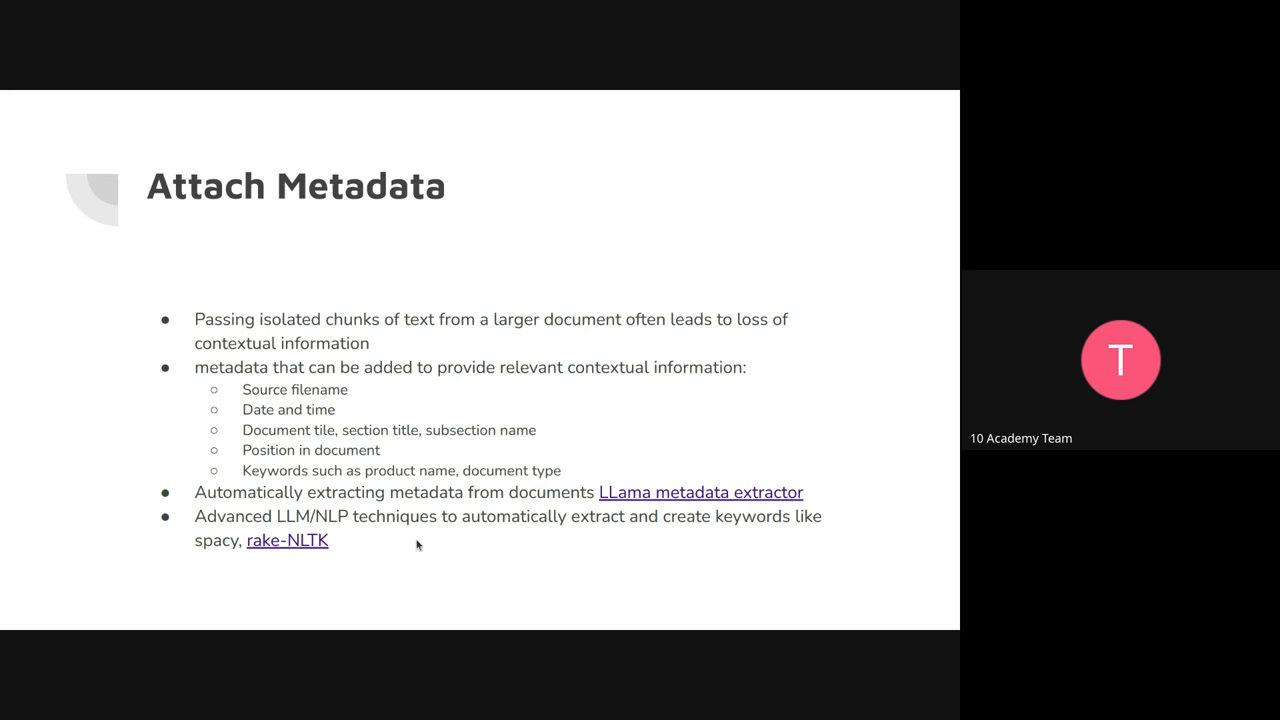 Attach Metadata
● Passing isolated chunks of text from a larger document often leads to loss of
contextual information
● metadata that can be added to provide relevant contextual information:
○ Source filename
○ Date and time
○ Document tile, section title, subsection name
○ Position in document
○ Keywords such as product name, document type
● Automatically extracting metadata from documents LLama metadata extractor
● Advanced LLM/NLP techniques to automatically extract and create keywords like
spacy, rake-NLTK
T
10 Academy Team